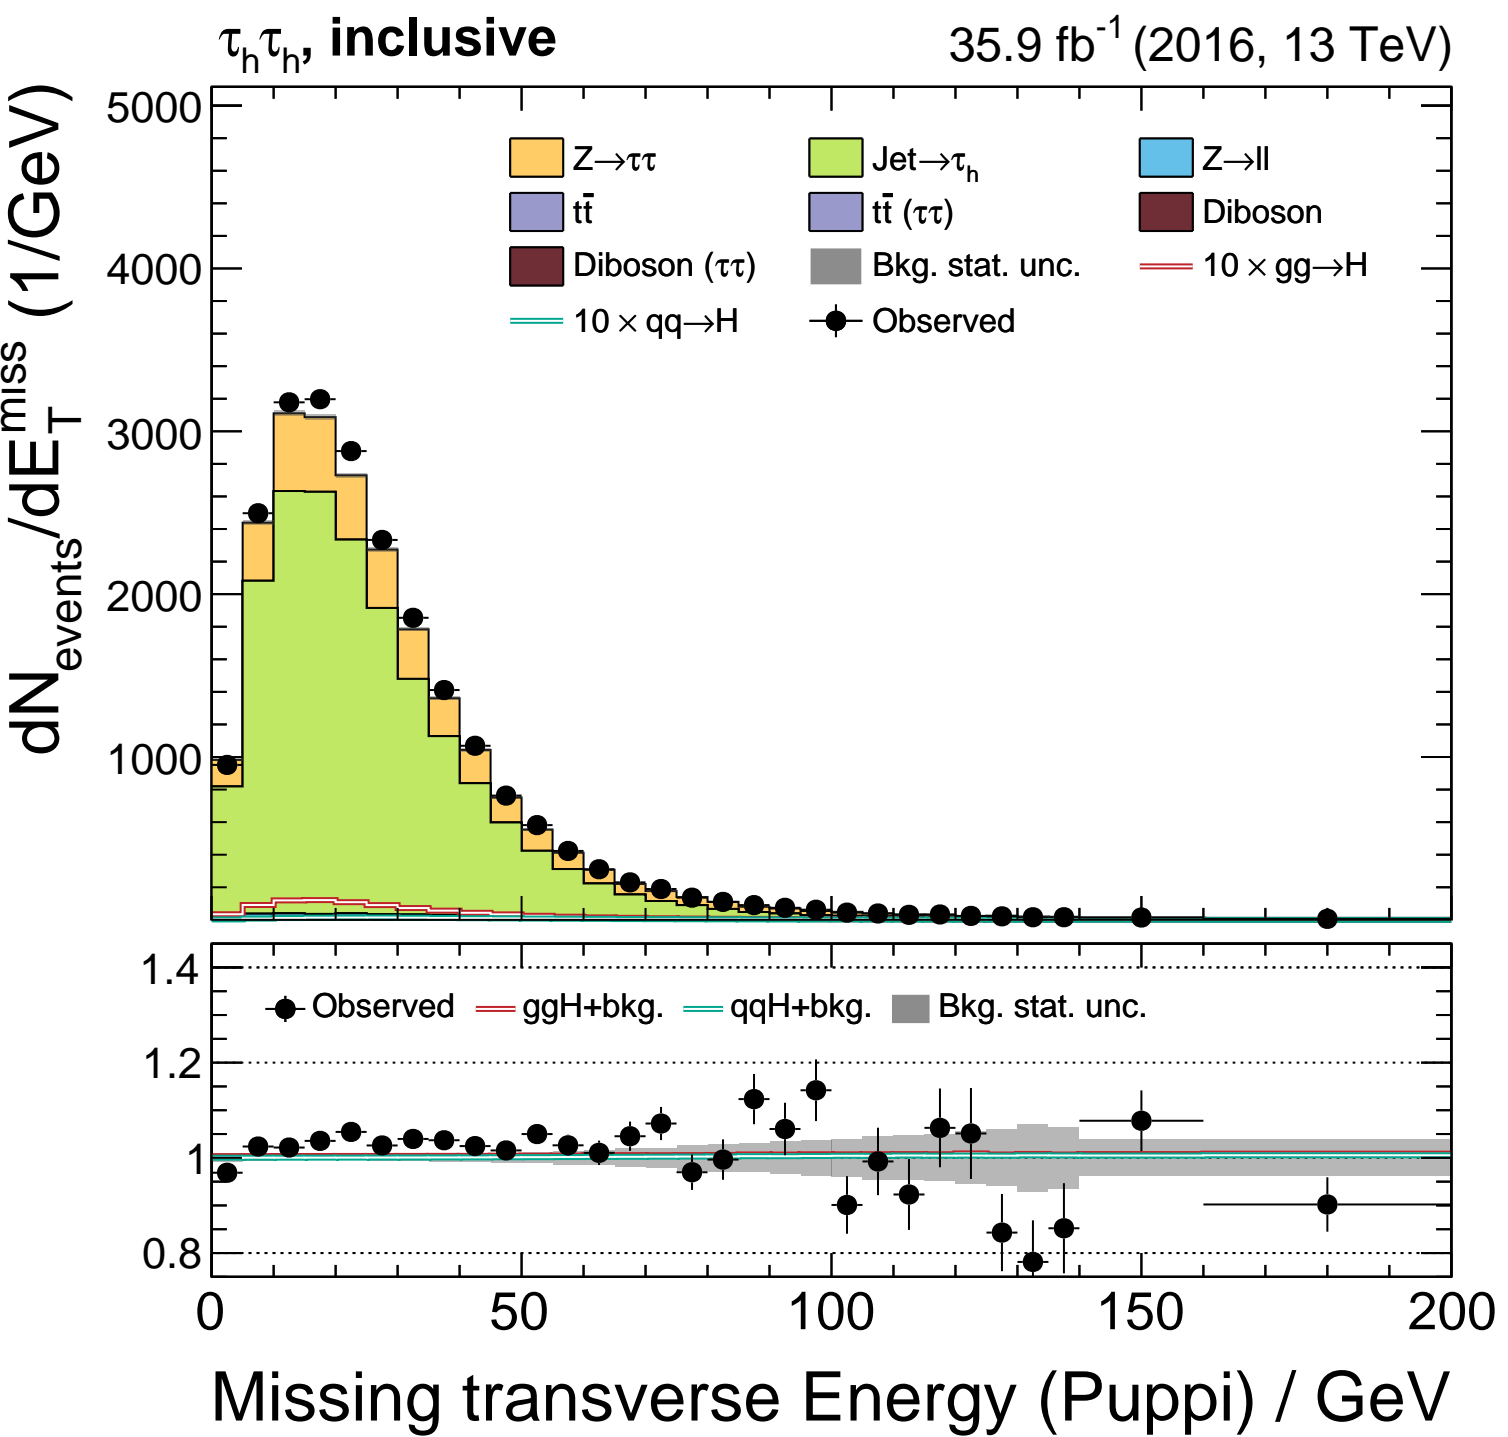 τhτh, inclusive 35.9 fb-1 (2016, 13 TeV)
dNevents/dETmiss (1/GeV)
5000
4000
3000
2000
1000
Z→ττ Jet→τh Z→ll
tt̄ tt̄ (ττ) Diboson
Diboson (ττ) Bkg. stat. unc. 10 × gg→H
10 × qq→H Observed
1.4
1.2
1
0.8
Observed ggH+bkg. qqH+bkg. Bkg. stat. unc.
0 50 100 150 200
Missing transverse Energy (Puppi) / GeV